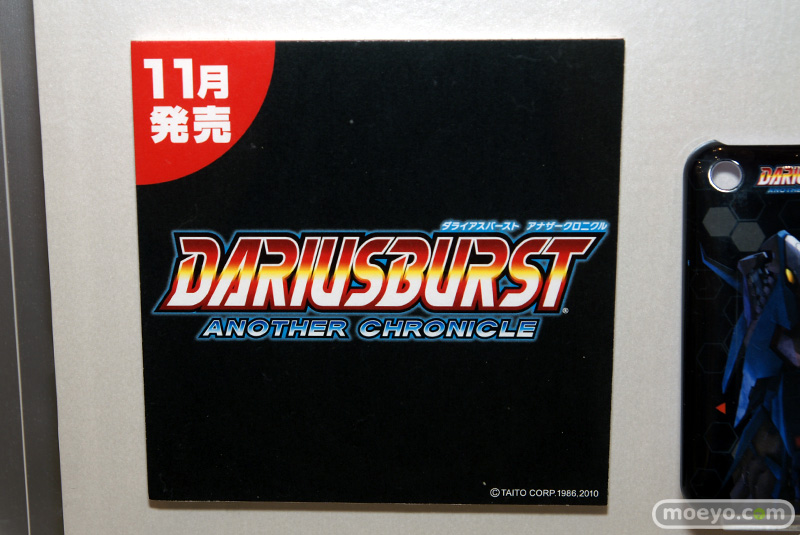 11月
発売
ダライアスバースト アナザークロニクル
DARIUSBURST®
ANOTHER CHRONICLE
©TAITO CORP.1986,2010
moeyo.com